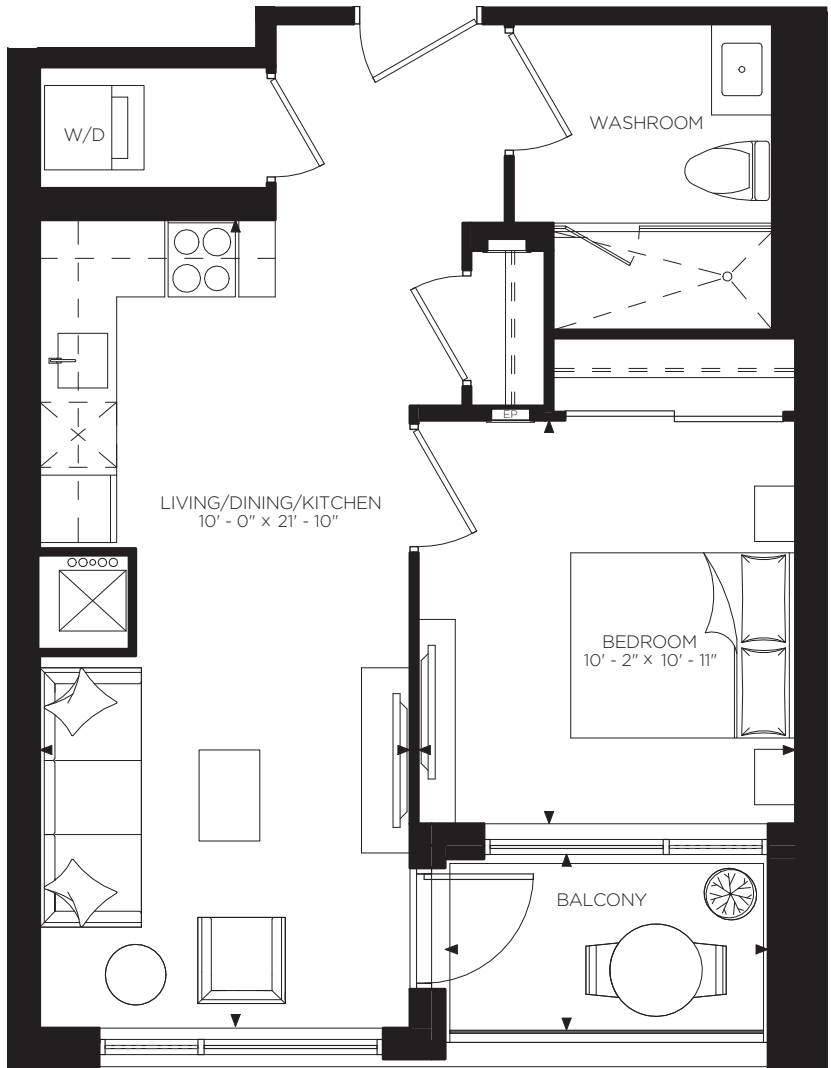 W/D
WASHROOM
EP
LIVING/DINING/KITCHEN
10' - 0" x 21' - 10"
BEDROOM
10' - 2" x 10' - 11"
BALCONY